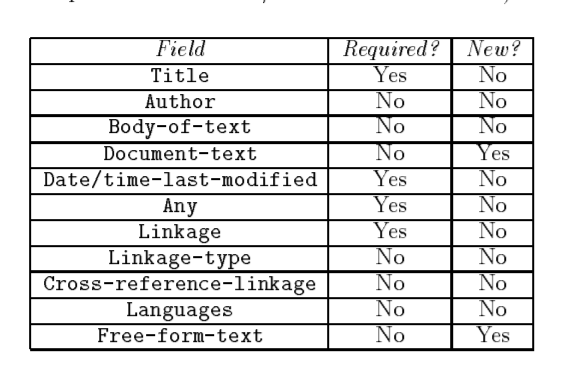 Field Required? New?
Title Yes No
Author No No
Body-of-text No No
Document-text No Yes
Date/time-last-modified Yes No
Any Yes No
Linkage Yes No
Linkage-type No No
Cross-reference-linkage No No
Languages No No
Free-form-text No Yes